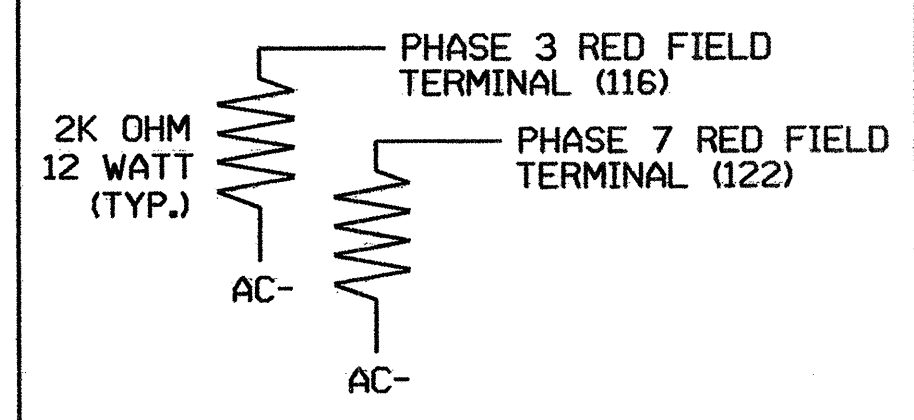 PHASE 3 RED FIELD
TERMINAL (116)
2K OHM
12 WATT
(TYP.)
PHASE 7 RED FIELD
TERMINAL (122)
AC-
AC-